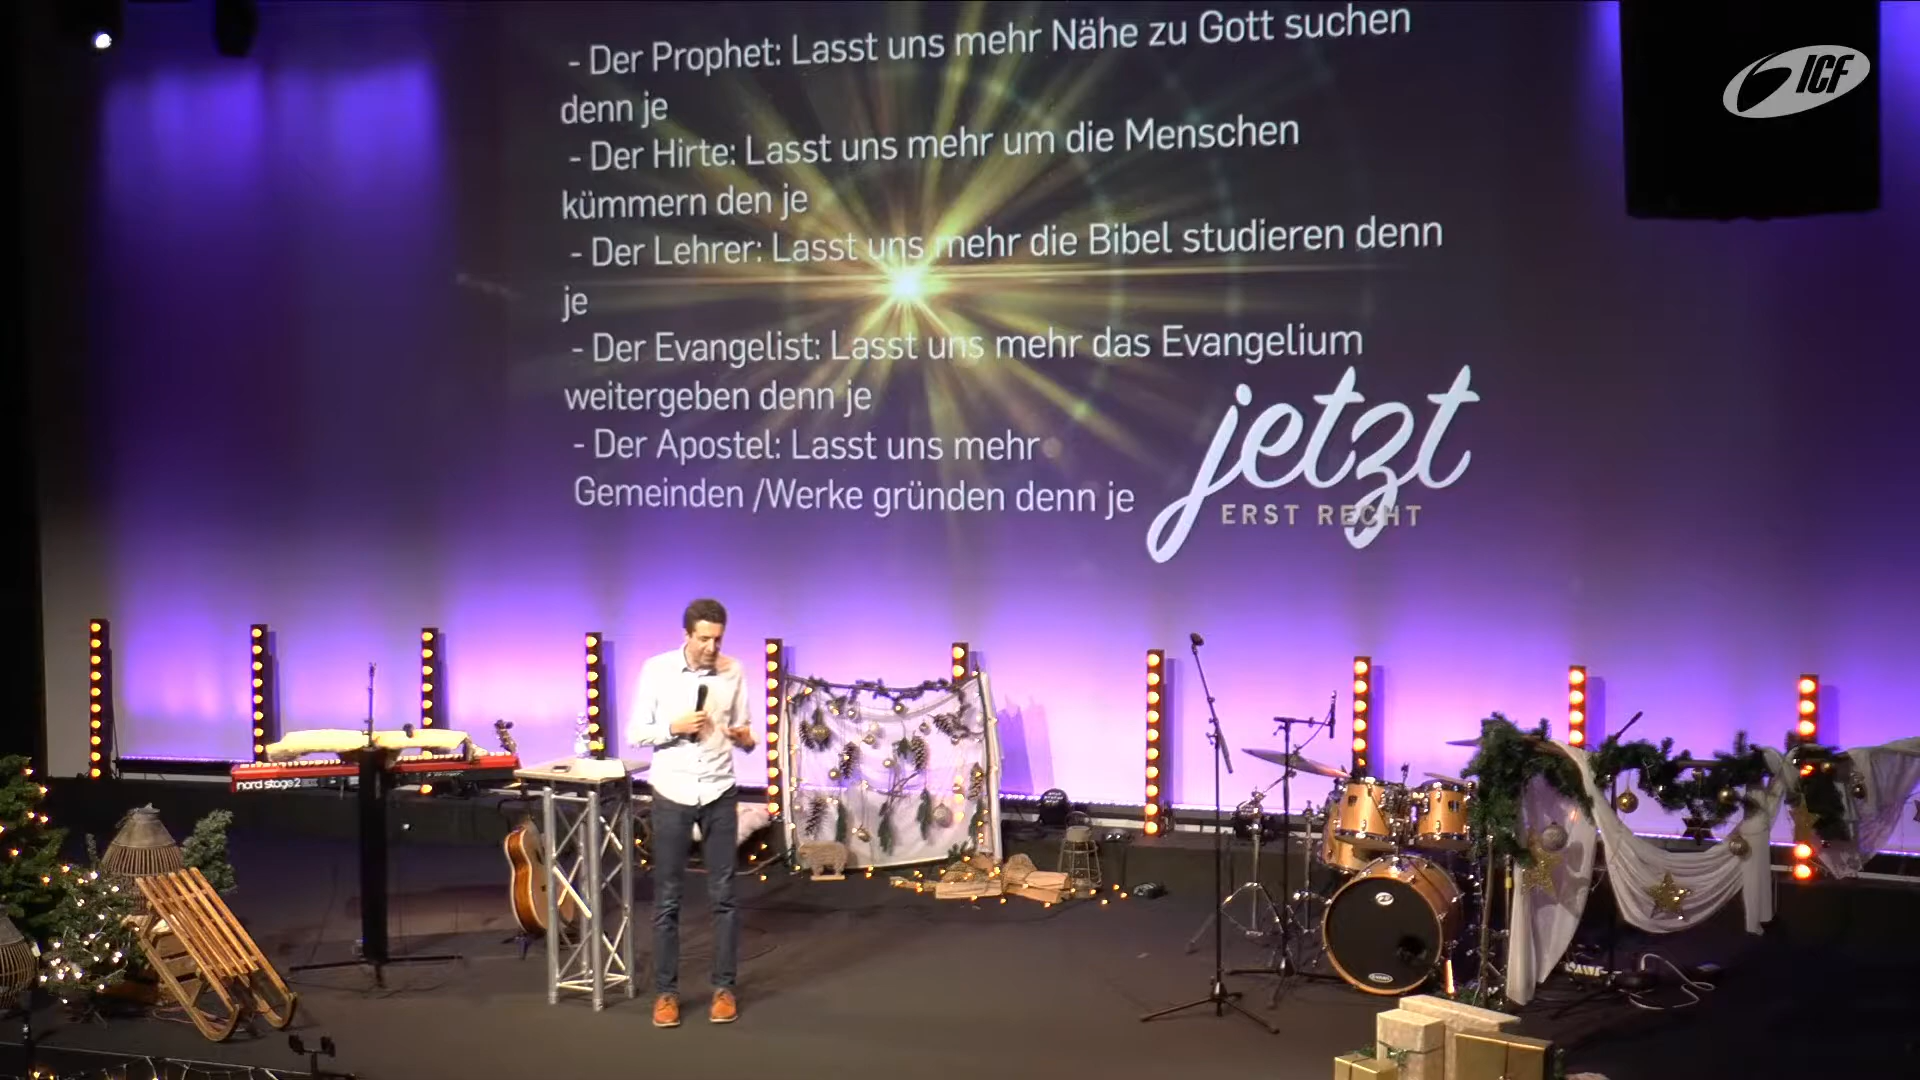 - Der Prophet: Lasst uns mehr Nähe zu Gott suchen
denn je
- Der Hirte: Lasst uns mehr um die Menschen
kümmern den je
- Der Lehrer: Lasst uns mehr die Bibel studieren denn
je
- Der Evangelist: Lasst uns mehr das Evangelium
weitergeben denn je
- Der Apostel: Lasst uns mehr
Gemeinden /Werke gründen denn je
jetzt
ERST RECHT
ICF
nord stage 2